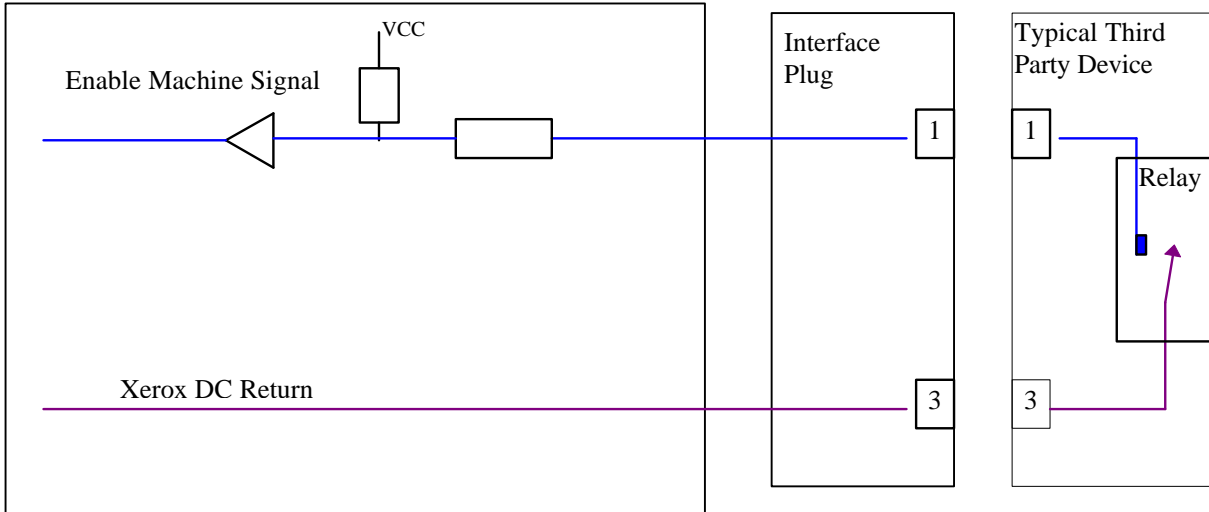 VCC
Enable Machine Signal
Interface
Plug
Typical Third
Party Device
1
1
Relay
Xerox DC Return
3
3